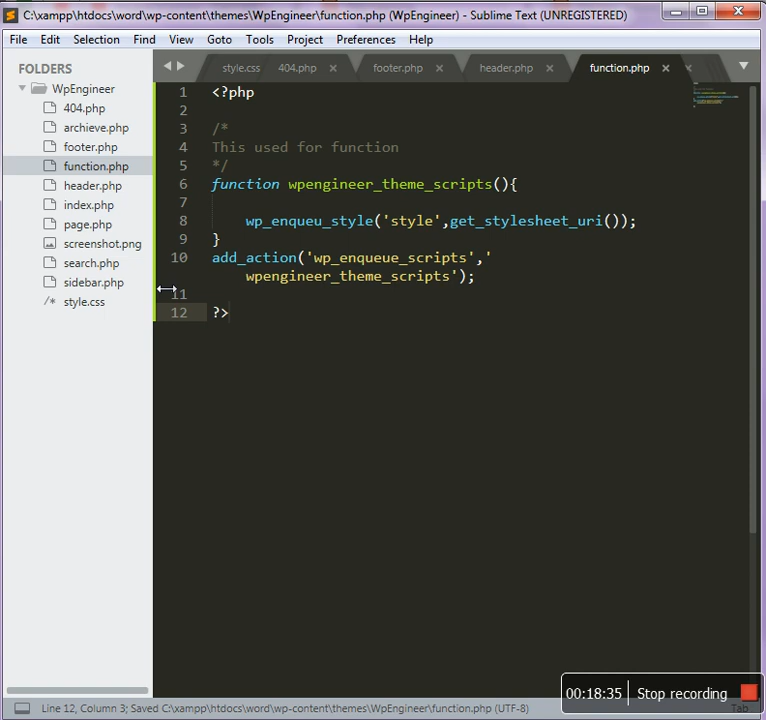 C:\xampp\htdocs\word\wp-content\themes\WpEngineer\function.php (WpEngineer) - Sublime Text (UNREGISTERED)
File Edit Selection Find View Goto Tools Project Preferences Help
FOLDERS
WpEngineer
404.php
archieve.php
footer.php
function.php
header.php
index.php
page.php
screenshot.png
search.php
sidebar.php
/* style.css
style.css 404.php footer.php header.php function.php
1 <?php
2
3 /*
4 This used for function
5 */
6 function wpengineer_theme_scripts(){
7
8 wp_enqueu_style('style',get_stylesheet_uri());
9 }
10 add_action('wp_enqueue_scripts','
wpengineer_theme_scripts');
11
12 ?>
00:18:35 Stop recording
Line 12, Column 3; Saved C:\xampp\htdocs\word\wp-content\themes\WpEngineer\function.php (UTF-8)
Tab